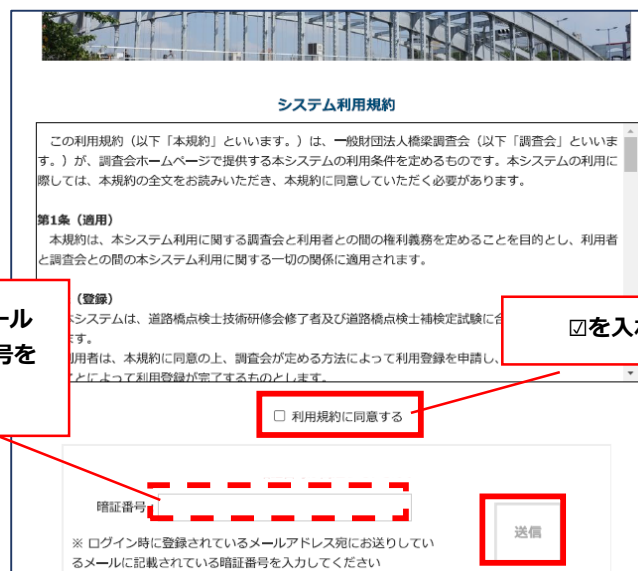 システム利用規約
この利用規約（以下「本規約」といいます。）は、一般財団法人橋梁調査会（以下「調査会」といいま
す。）が、調査会ホームページで提供する本システムの利用条件を定めるものです。本システムの利用に
際しては、本規約の全文をお読みいただき、本規約に同意していただく必要があります。
第1条（適用）
本規約は、本システム利用に関する調査会と利用者との間の権利義務を定めることを目的とし、利用者
と調査会との間の本システム利用に関する一切の関係に適用されます。
（登録）
システムは、道路橋点検士技術研修会修了者及び道路橋点検士補検定試験に
ます。
利用者は、本規約に同意の上、調査会が定める方法によって利用登録を申請し、
ことによって利用登録が完了するものとします。
ール
号を
☑を入
□ 利用規約に同意する
暗証番号
送信
※ ログイン時に登録されているメールアドレス宛にお送りしてい
るメールに記載されている暗証番号を入力してください